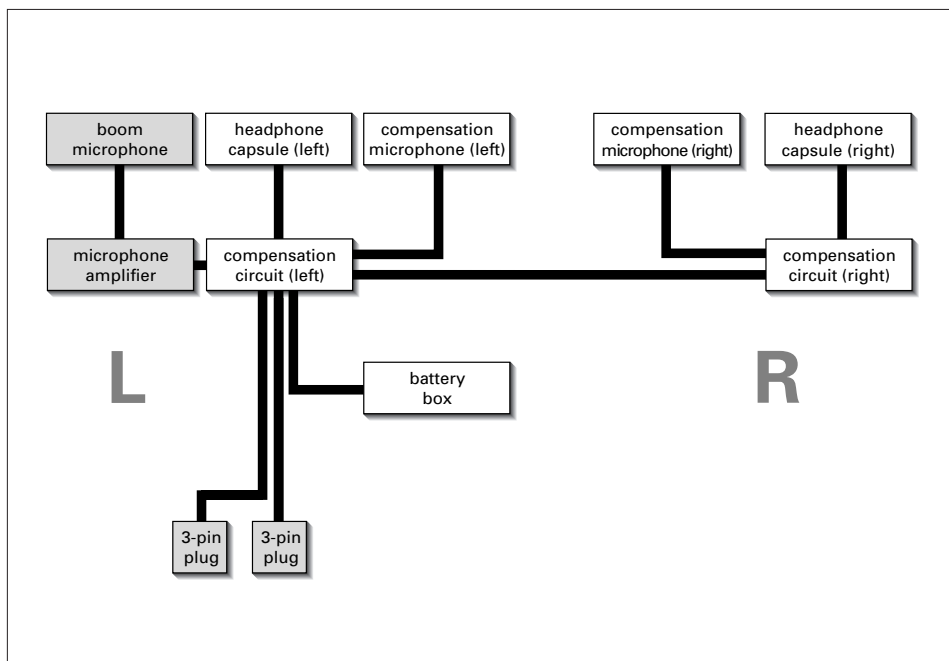 boom
microphone
headphone
capsule (left)
compensation
microphone (left)
compensation
microphone (right)
headphone
capsule (right)
microphone
amplifier
compensation
circuit (left)
compensation
circuit (right)
L
R
battery
box
3-pin
plug
3-pin
plug